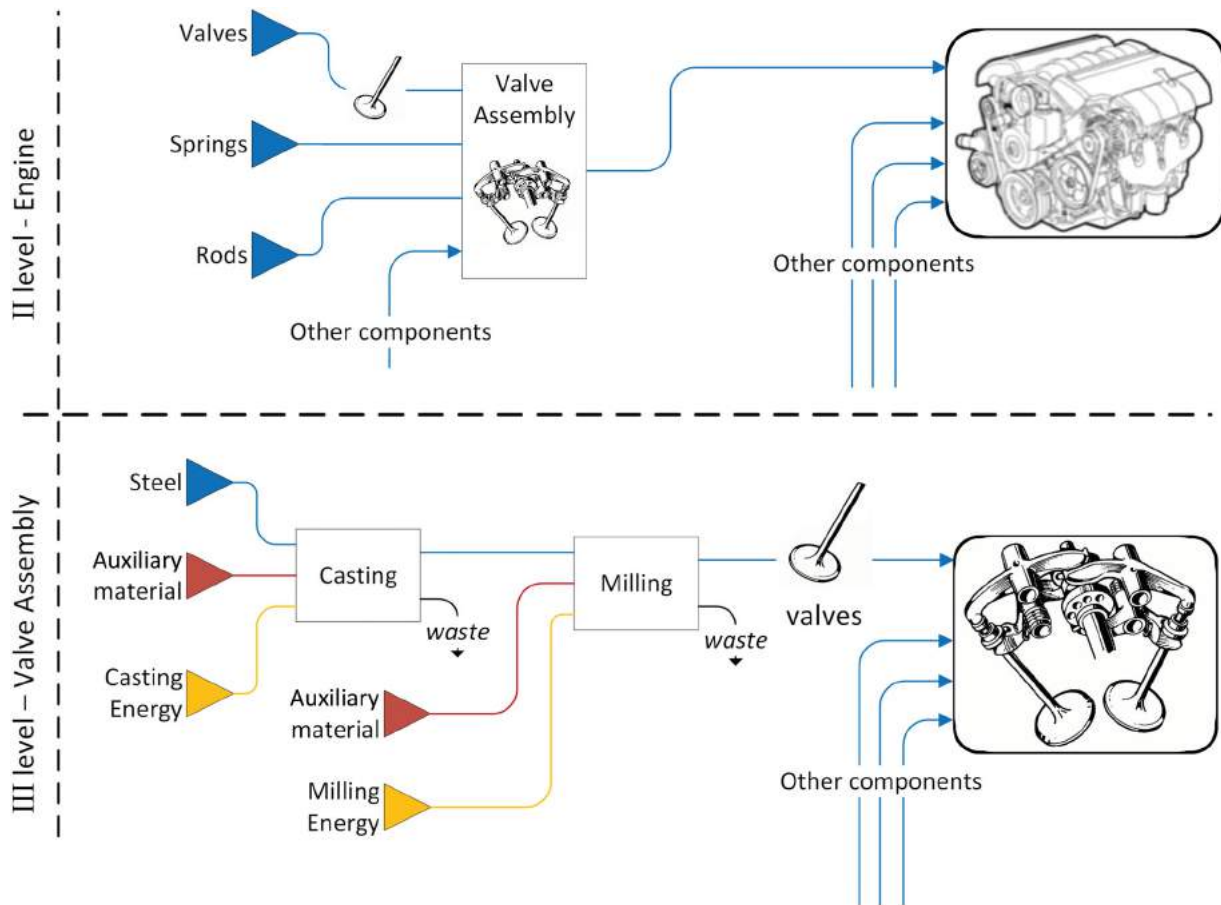 II level - Engine
Valves
Springs
Rods
Valve
Assembly
Other components
Other components
III level – Valve Assembly
Steel
Auxiliary
material
Casting
Energy
Casting
waste
Auxiliary
material
Milling
Energy
Milling
waste
valves
Other components